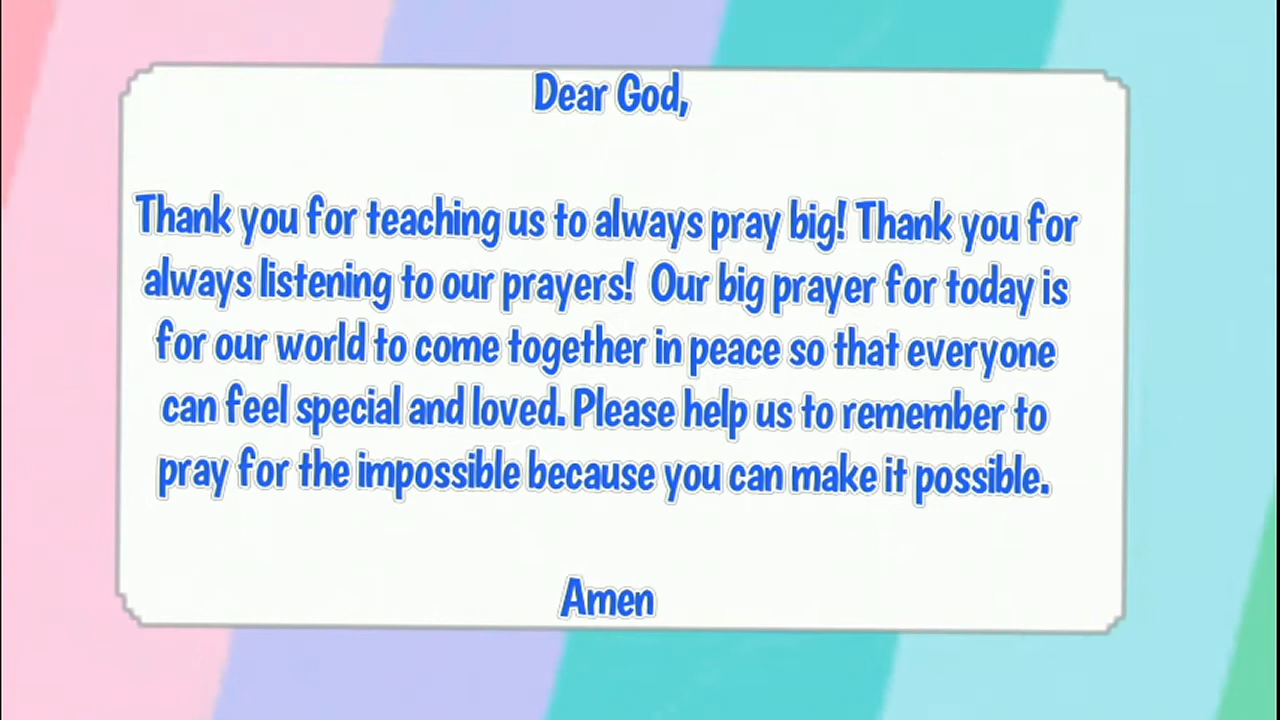 Dear God,
Thank you for teaching us to always pray big! Thank you for
always listening to our prayers!  Our big prayer for today is
for our world to come together in peace so that everyone
can feel special and loved. Please help us to remember to
pray for the impossible because you can make it possible.
Amen